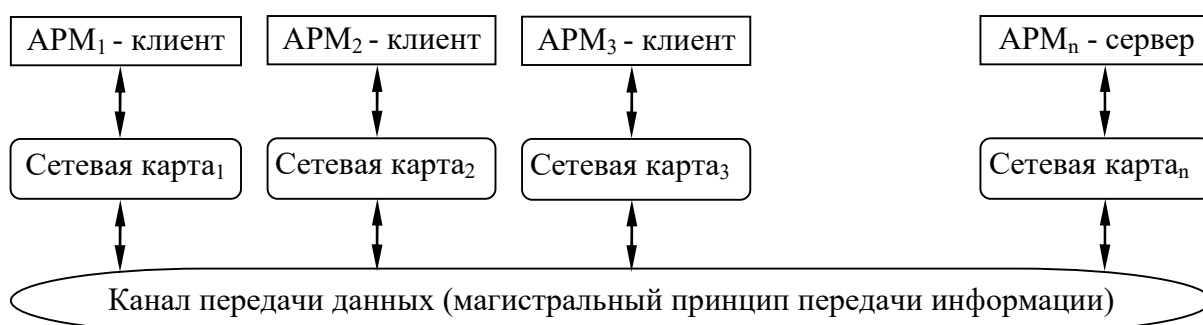 АРМ₁ - клиент
АРМ₂ - клиент
АРМ₃ - клиент
АРМₙ - сервер
Сетевая карта₁
Сетевая карта₂
Сетевая карта₃
Сетевая картаₙ
Канал передачи данных (магистральный принцип передачи информации)